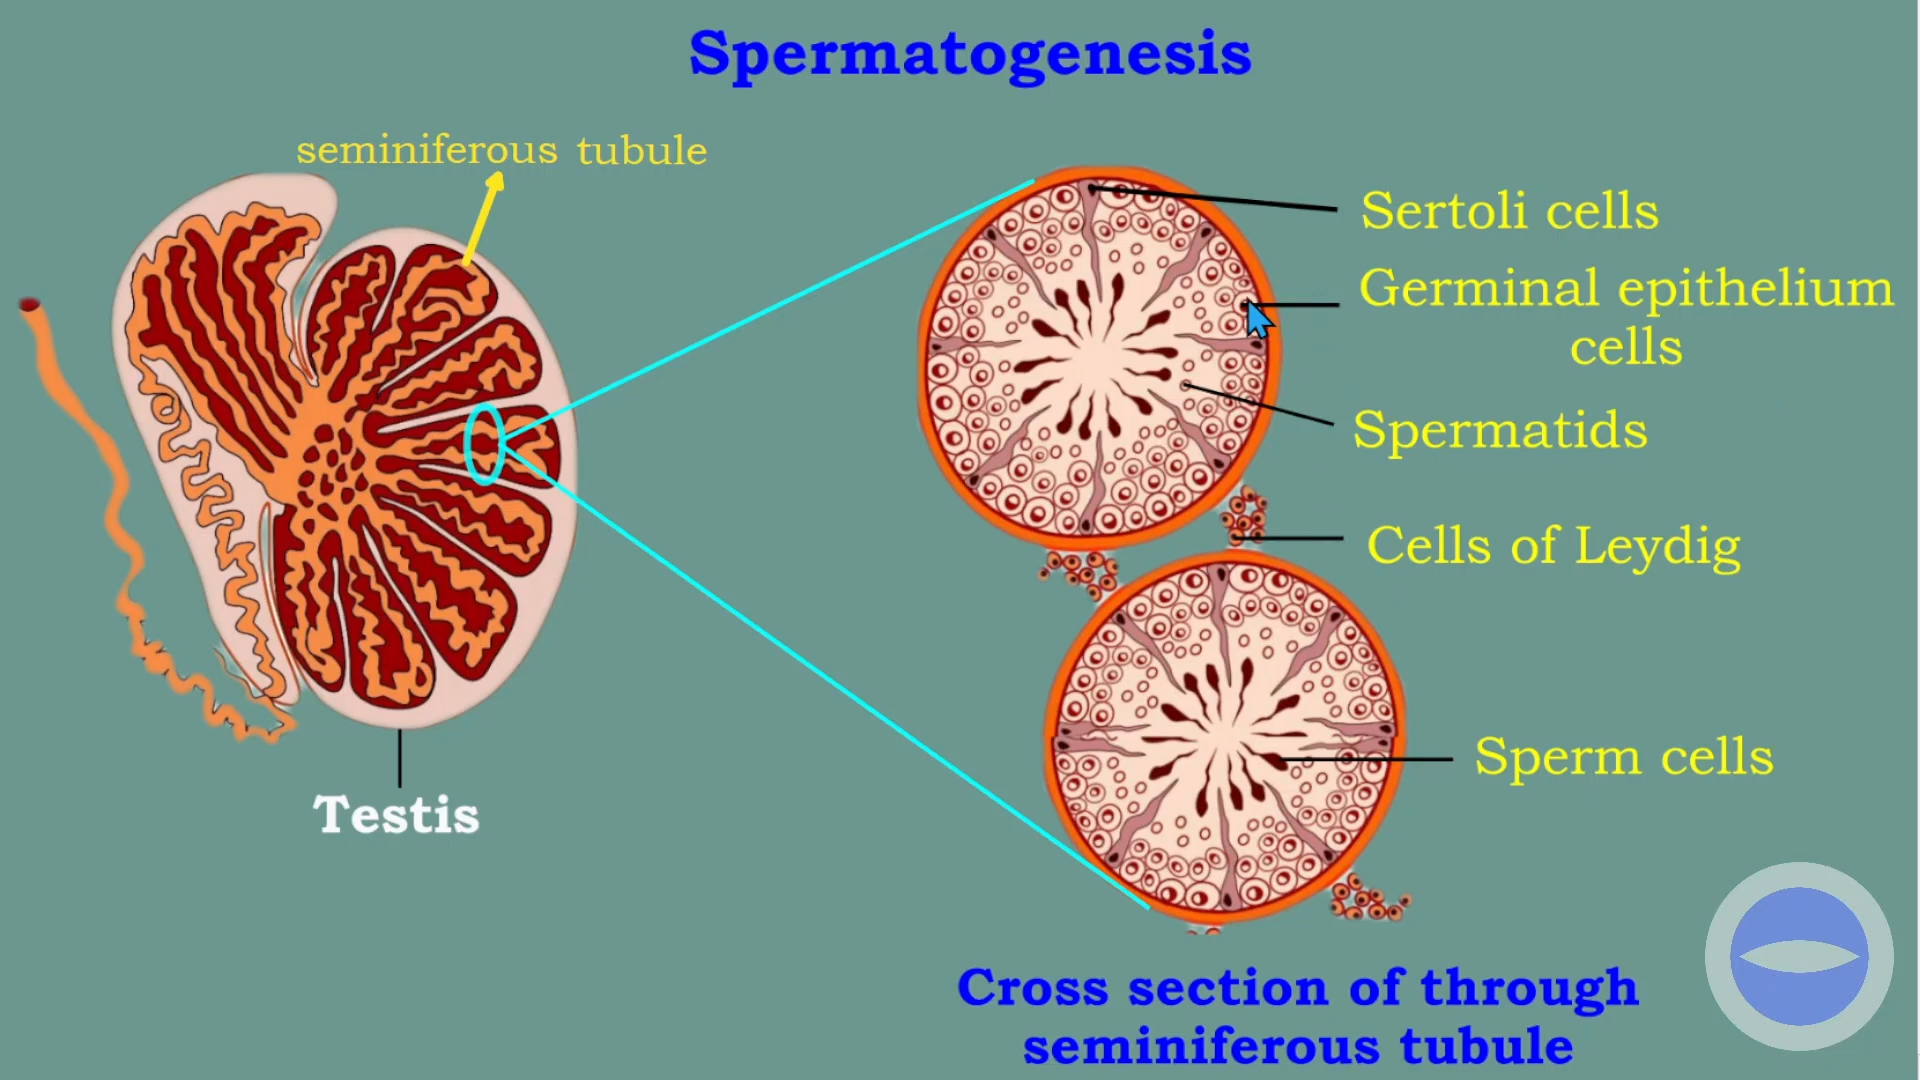 Spermatogenesis
seminiferous tubule
Sertoli cells
Germinal epithelium
cells
Spermatids
Cells of Leydig
Sperm cells
Testis
Cross section of through
seminiferous tubule